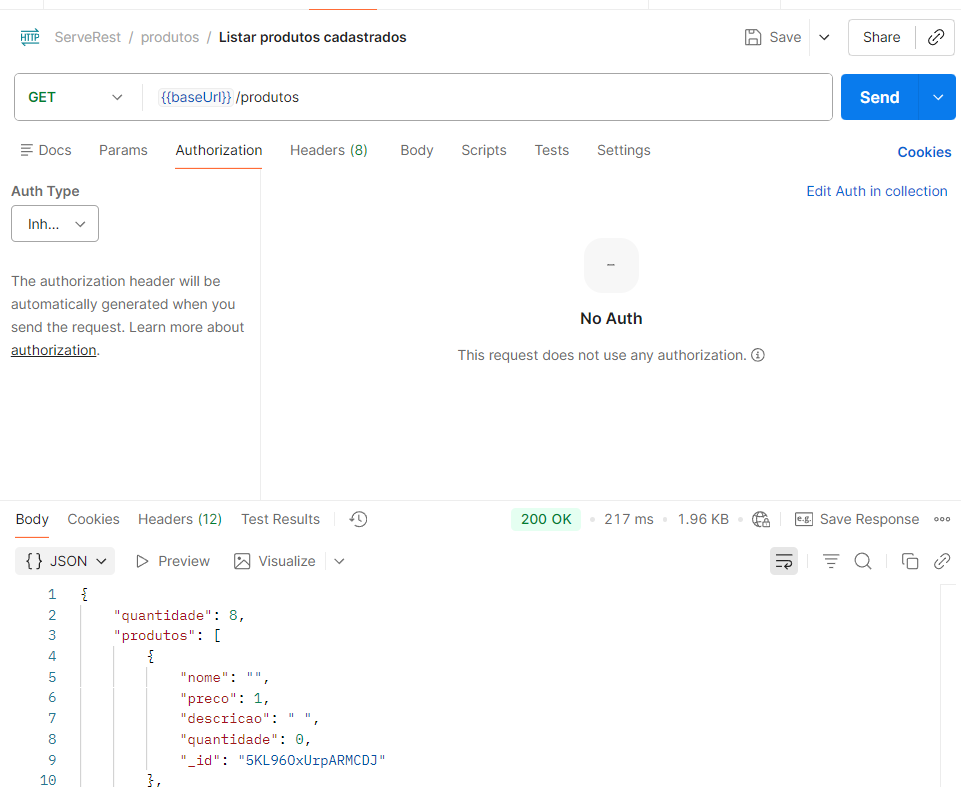 HTTP ServeRest / produtos / Listar produtos cadastrados Save Share
GET {{baseUrl}} /produtos Send
Docs Params Authorization Headers (8) Body Scripts Tests Settings Cookies
Auth Type Edit Auth in collection
Inh...
The authorization header will be
automatically generated when you
send the request. Learn more about
authorization.
No Auth
This request does not use any authorization.
Body Cookies Headers (12) Test Results 200 OK 217 ms 1.96 KB e.g. Save Response
{} JSON Preview Visualize
1 {
2 "quantidade": 8,
3 "produtos": [
4 {
5 "nome": "",
6 "preco": 1,
7 "descricao": " ",
8 "quantidade": 0,
9 "_id": "5KL96OxUrpARMCDJ"
10 },